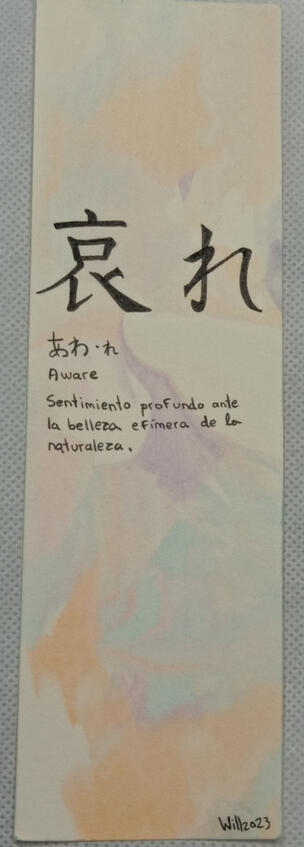 哀れ
あわ・れ
Aware
Sentimiento profundo ante
la belleza efímera de la
naturaleza.
Will2023